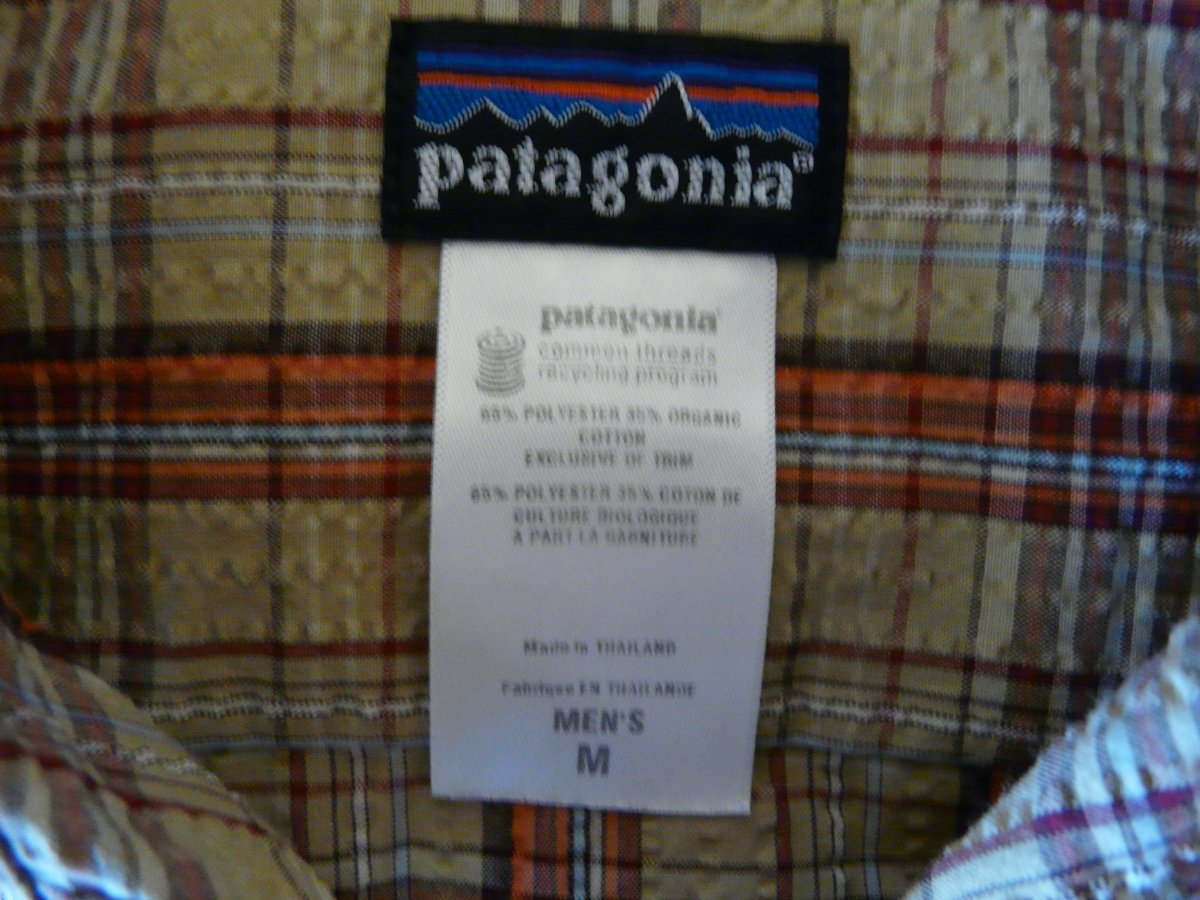 patagonia®
patagonia®
common threads
recycling program
65% POLYESTER 35% ORGANIC
COTTON
EXCLUSIVE OF TRIM
65% POLYESTER 35% COTON DE
CULTURE BIOLOGIQUE
A PART LA GARNITURE
Made in THAILAND
Fabrique EN THAILANDE
MEN'S
M